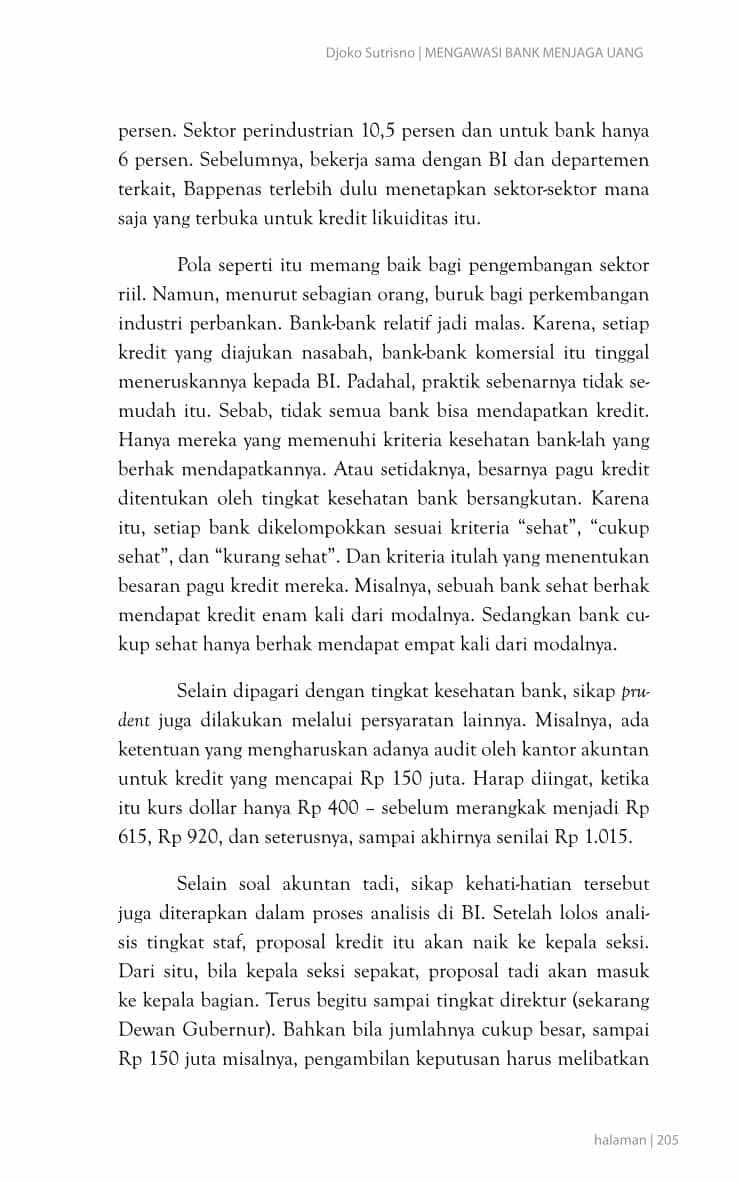 Djoko Sutrisno | MENGAWASI BANK MENJAGA UANG
persen. Sektor perindustrian 10,5 persen dan untuk bank hanya
6 persen. Sebelumnya, bekerja sama dengan BI dan departemen
terkait, Bappenas terlebih dulu menetapkan sektor-sektor mana
saja yang terbuka untuk kredit likuiditas itu.
Pola seperti itu memang baik bagi pengembangan sektor
riil. Namun, menurut sebagian orang, buruk bagi perkembangan
industri perbankan. Bank-bank relatif jadi malas. Karena, setiap
kredit yang diajukan nasabah, bank-bank komersial itu tinggal
meneruskannya kepada BI. Padahal, praktik sebenarnya tidak se-
mudah itu. Sebab, tidak semua bank bisa mendapatkan kredit.
Hanya mereka yang memenuhi kriteria kesehatan bank-lah yang
berhak mendapatkannya. Atau setidaknya, besarnya pagu kredit
ditentukan oleh tingkat kesehatan bank bersangkutan. Karena
itu, setiap bank dikelompokkan sesuai kriteria “sehat”, “cukup
sehat”, dan “kurang sehat”. Dan kriteria itulah yang menentukan
besaran pagu kredit mereka. Misalnya, sebuah bank sehat berhak
mendapat kredit enam kali dari modalnya. Sedangkan bank cu-
kup sehat hanya berhak mendapat empat kali dari modalnya.
Selain dipagari dengan tingkat kesehatan bank, sikap pru-
dent juga dilakukan melalui persyaratan lainnya. Misalnya, ada
ketentuan yang mengharuskan adanya audit oleh kantor akuntan
untuk kredit yang mencapai Rp 150 juta. Harap diingat, ketika
itu kurs dollar hanya Rp 400 – sebelum merangkak menjadi Rp
615, Rp 920, dan seterusnya, sampai akhirnya senilai Rp 1.015.
Selain soal akuntan tadi, sikap kehati-hatian tersebut
juga diterapkan dalam proses analisis di BI. Setelah lolos anali-
sis tingkat staf, proposal kredit itu akan naik ke kepala seksi.
Dari situ, bila kepala seksi sepakat, proposal tadi akan masuk
ke kepala bagian. Terus begitu sampai tingkat direktur (sekarang
Dewan Gubernur). Bahkan bila jumlahnya cukup besar, sampai
Rp 150 juta misalnya, pengambilan keputusan harus melibatkan
halaman | 205